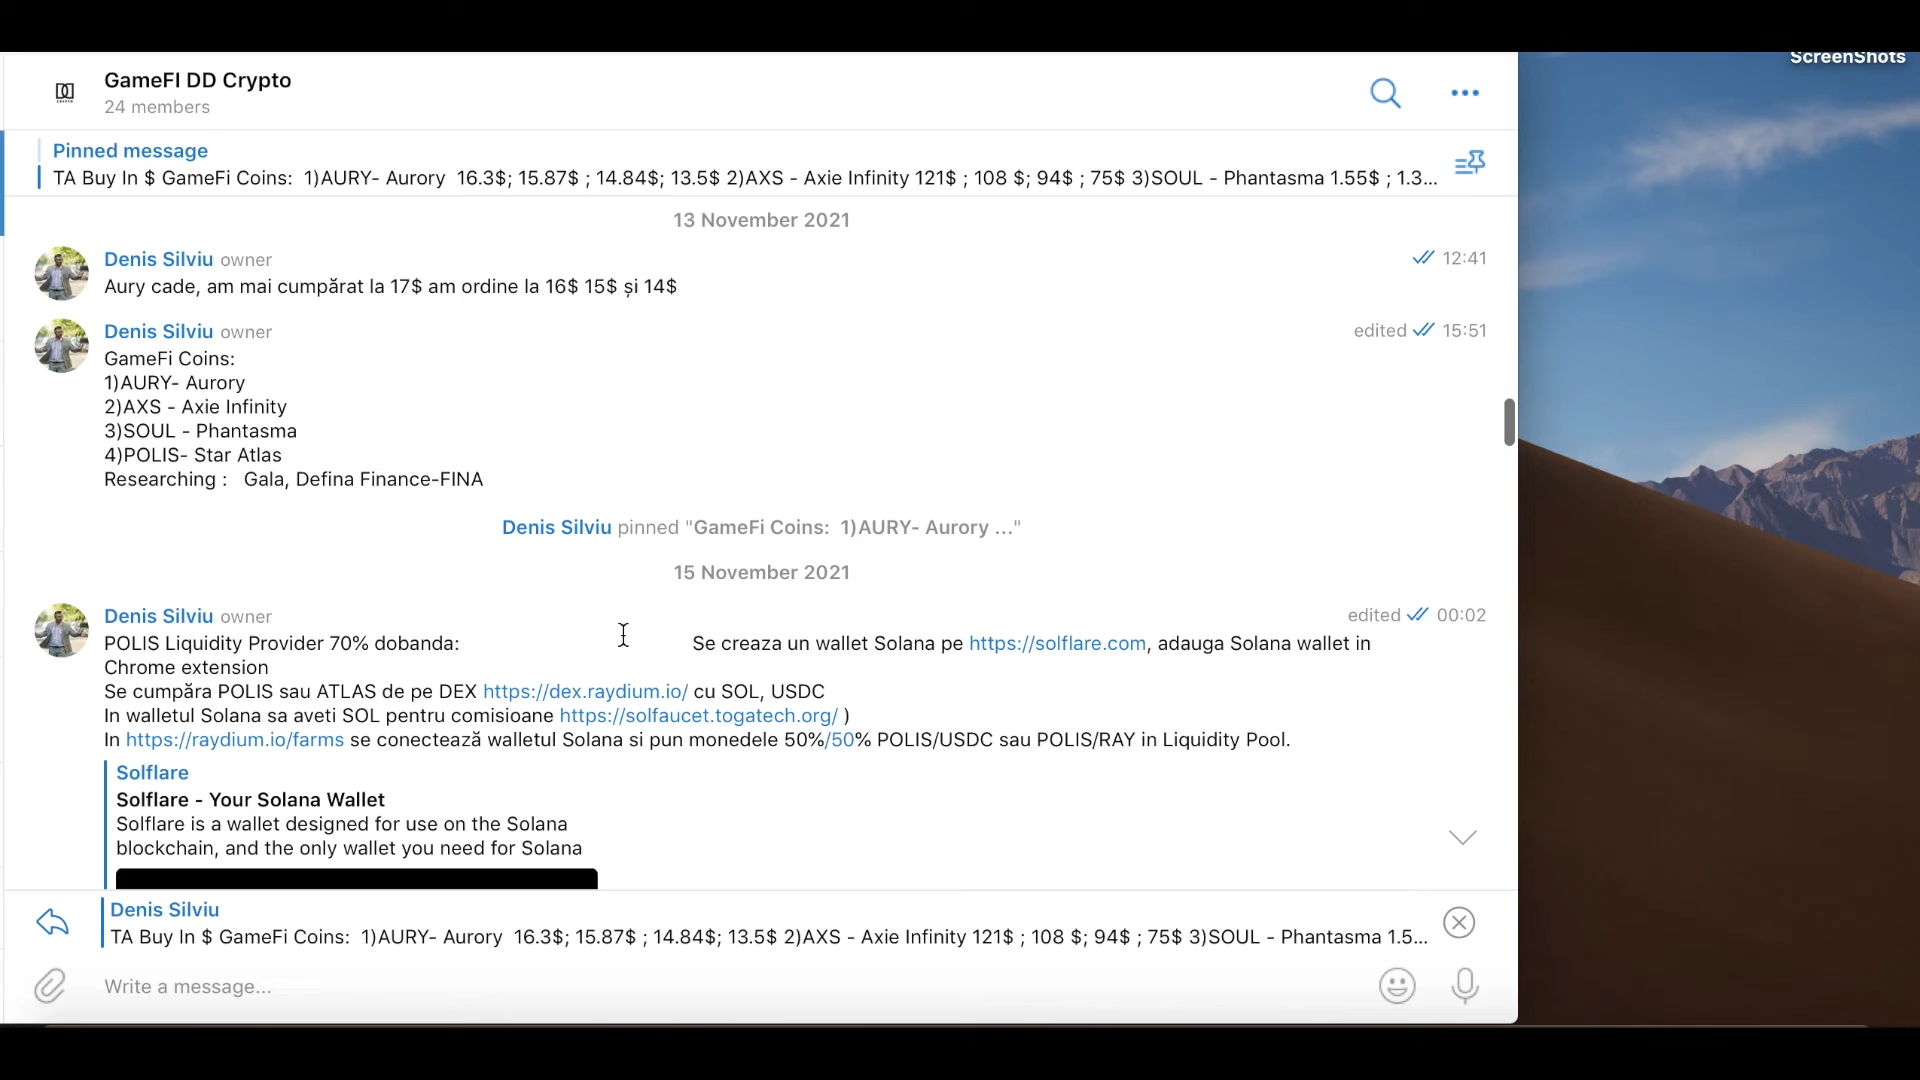 ScreenShots
GameFI DD Crypto
24 members
Pinned message
TA Buy In $ GameFi Coins: 1)AURY- Aurory 16.3$; 15.87$ ; 14.84$; 13.5$ 2)AXS - Axie Infinity 121$ ; 108 $; 94$ ; 75$ 3)SOUL - Phantasma 1.55$ ; 1.3...
13 November 2021
Denis Silviu owner 12:41
Aury cade, am mai cumpărat la 17$ am ordine la 16$ 15$ și 14$
Denis Silviu owner edited 15:51
GameFi Coins:
1)AURY- Aurory
2)AXS - Axie Infinity
3)SOUL - Phantasma
4)POLIS- Star Atlas
Researching : Gala, Defina Finance-FINA
Denis Silviu pinned "GameFi Coins: 1)AURY- Aurory ..."
15 November 2021
Denis Silviu owner edited 00:02
POLIS Liquidity Provider 70% dobanda: Se creaza un wallet Solana pe https://solflare.com, adauga Solana wallet in
Chrome extension
Se cumpăra POLIS sau ATLAS de pe DEX https://dex.raydium.io/ cu SOL, USDC
In walletul Solana sa aveti SOL pentru comisioane https://solfaucet.togatech.org/ )
In https://raydium.io/farms se conectează walletul Solana si pun monedele 50%/50% POLIS/USDC sau POLIS/RAY in Liquidity Pool.
Solflare
Solflare - Your Solana Wallet
Solflare is a wallet designed for use on the Solana
blockchain, and the only wallet you need for Solana
Denis Silviu
TA Buy In $ GameFi Coins: 1)AURY- Aurory 16.3$; 15.87$ ; 14.84$; 13.5$ 2)AXS - Axie Infinity 121$ ; 108 $; 94$ ; 75$ 3)SOUL - Phantasma 1.5...
Write a message...